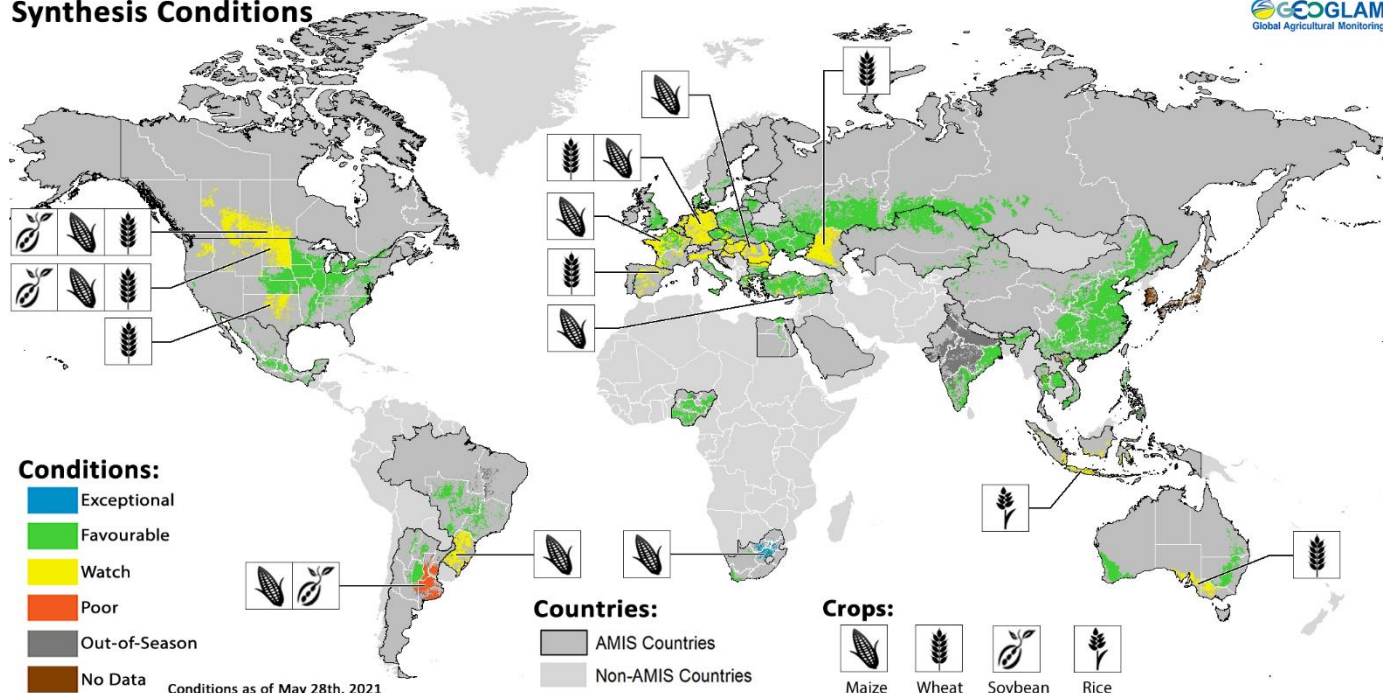 Synthesis Conditions
GEOGLAM
Global Agricultural Monitoring
Conditions:
Exceptional
Favourable
Watch
Poor
Out-of-Season
No Data
Conditions as of May 28th, 2021
Countries:
AMIS Countries
Non-AMIS Countries
Crops:
Maize
Wheat
Soybean
Rice